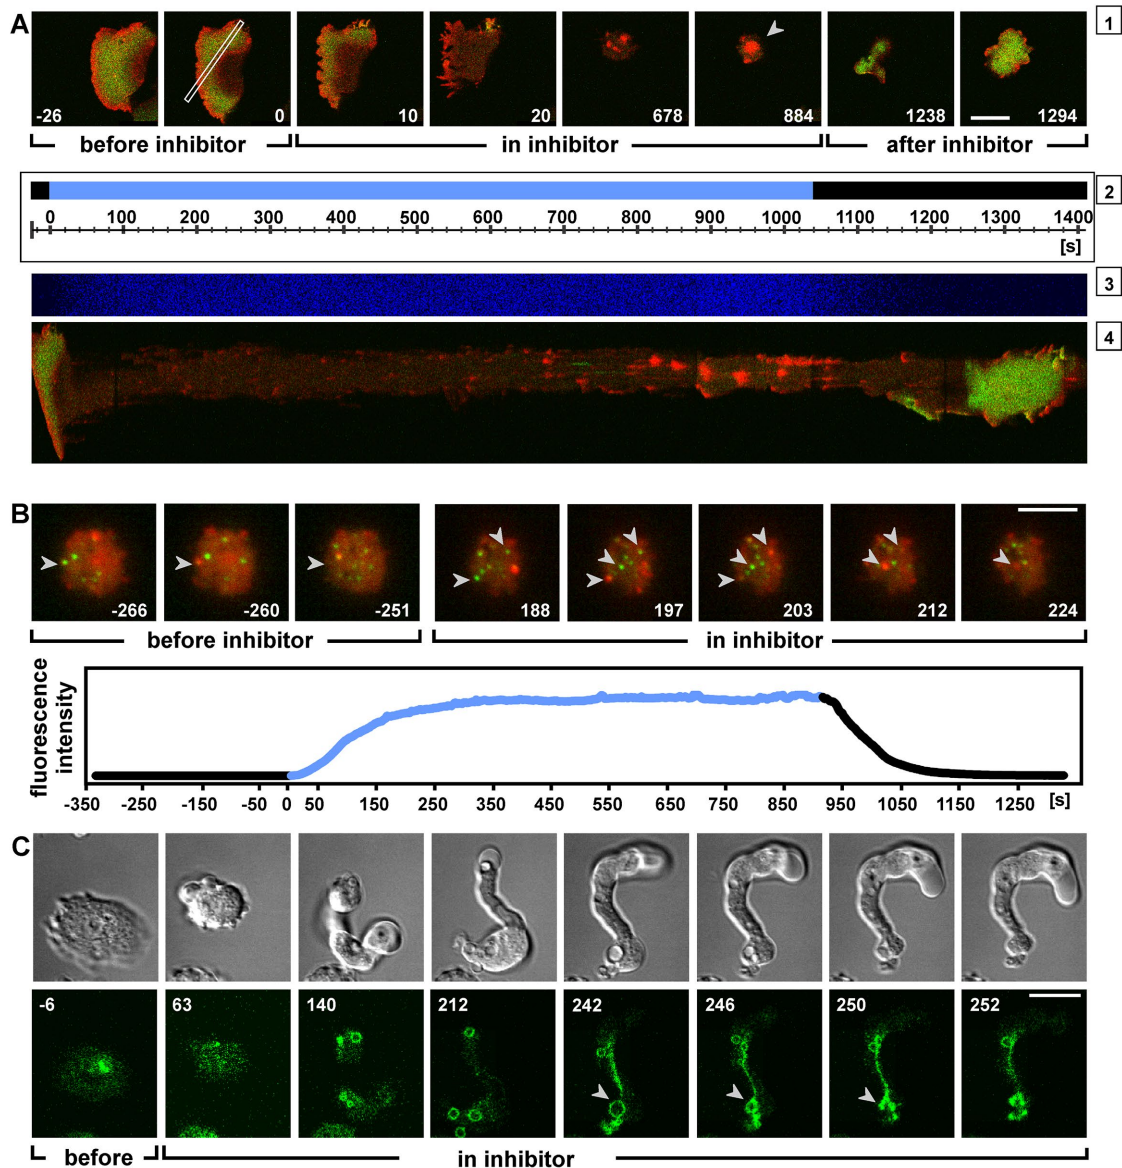 A
1
-26 0 10 20 678 884 1238 1294
before inhibitor in inhibitor after inhibitor
2
0 100 200 300 400 500 600 700 800 900 1000 1100 1200 1300 1400
[s]
3
4
B
-266 -260 -251 188 197 203 212 224
before inhibitor in inhibitor
fluorescence
intensity
-350 -250 -150 -50 0 50 150 250 350 450 550 650 750 850 950 1050 1150 1250 [s]
C
-6 63 140 212 242 246 250 252
before in inhibitor